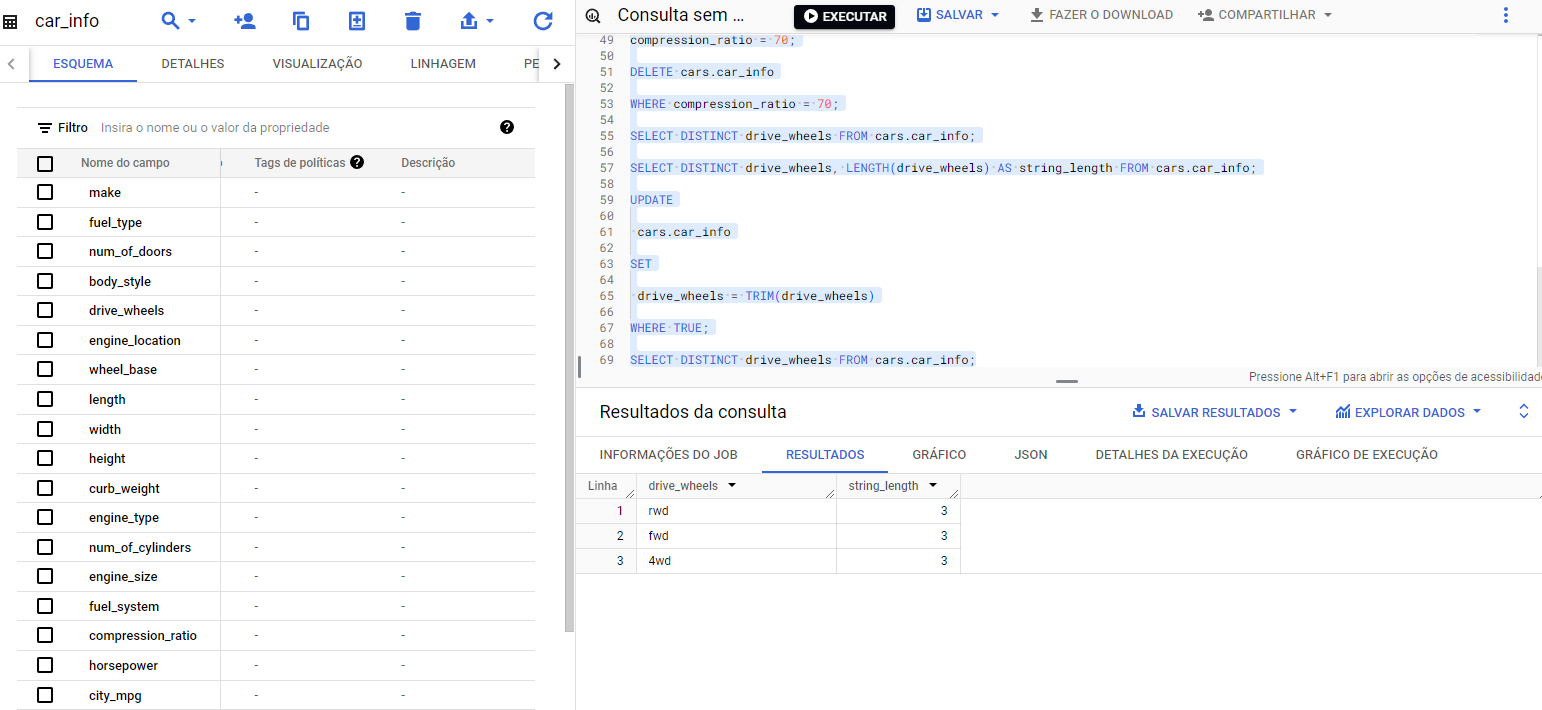 car_info
ESQUEMA DETALHES VISUALIZAÇÃO LINHAGEM PE
Filtro Insira o nome ou o valor da propriedade
Nome do campo Tags de políticas Descrição
make - -
fuel_type - -
num_of_doors - -
body_style - -
drive_wheels - -
engine_location - -
wheel_base - -
length - -
width - -
height - -
curb_weight - -
engine_type - -
num_of_cylinders - -
engine_size - -
fuel_system - -
compression_ratio - -
horsepower - -
city_mpg - -
Consulta sem ... EXECUTAR SALVAR FAZER O DOWNLOAD COMPARTILHAR
49 compression_ratio = 70;
50
51 DELETE cars.car_info
52
53 WHERE compression_ratio = 70;
54
55 SELECT DISTINCT drive_wheels FROM cars.car_info;
56
57 SELECT DISTINCT drive_wheels, LENGTH(drive_wheels) AS string_length FROM cars.car_info;
58
59 UPDATE
60
61 cars.car_info
62
63 SET
64
65 drive_wheels = TRIM(drive_wheels)
66
67 WHERE TRUE;
68
69 SELECT DISTINCT drive_wheels FROM cars.car_info;
Pressione Alt+F1 para abrir as opções de acessibilidad
Resultados da consulta SALVAR RESULTADOS EXPLORAR DADOS
INFORMAÇÕES DO JOB RESULTADOS GRÁFICO JSON DETALHES DA EXECUÇÃO GRÁFICO DE EXECUÇÃO
Linha drive_wheels string_length
1 rwd 3
2 fwd 3
3 4wd 3